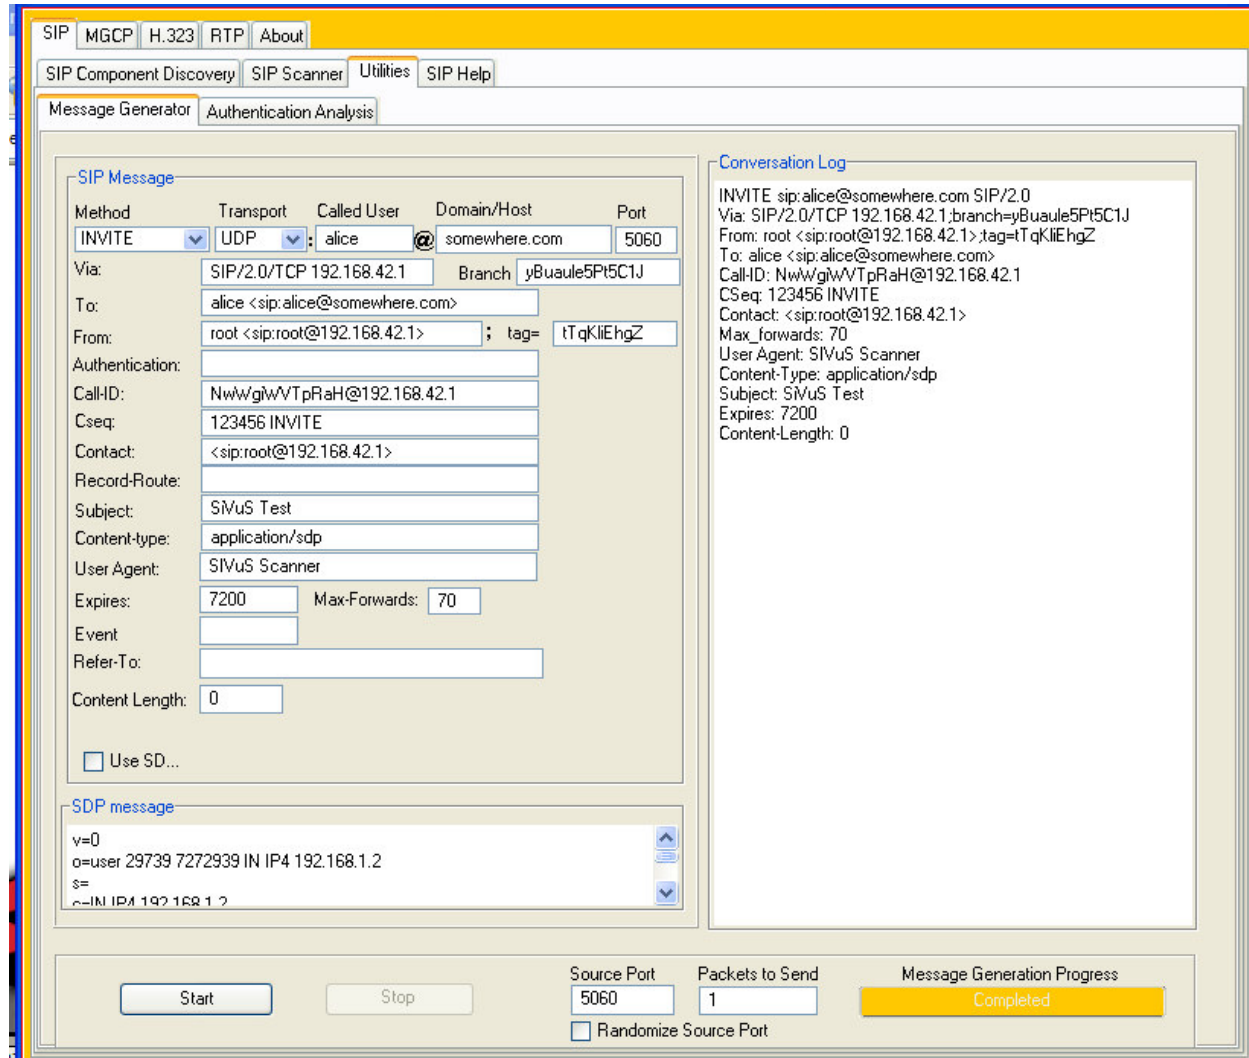 SIP MGCP H.323 RTP About
SIP Component Discovery SIP Scanner Utilities SIP Help
Message Generator Authentication Analysis
SIP Message
Method Transport Called User Domain/Host Port
INVITE UDP : alice @ somewhere.com 5060
Via: SIP/2.0/TCP 192.168.42.1 Branch yBuaule5Pt5C1J
To: alice <sip:alice@somewhere.com>
From: root <sip:root@192.168.42.1> ; tag= tTqKliEhgZ
Authentication:
Call-ID: NwWgiWVTpRaH@192.168.42.1
Cseq: 123456 INVITE
Contact: <sip:root@192.168.42.1>
Record-Route:
Subject: SiVuS Test
Content-type: application/sdp
User Agent: SIVuS Scanner
Expires: 7200 Max-Forwards: 70
Event
Refer-To:
Content Length: 0
Use SD...
SDP message
v=0
o=user 29739 7272939 IN IP4 192.168.1.2
s=
c=IN IP4 192.168.1.2
Conversation Log
INVITE sip:alice@somewhere.com SIP/2.0
Via: SIP/2.0/TCP 192.168.42.1;branch=yBuaule5Pt5C1J
From: root <sip:root@192.168.42.1>;tag=tTqKliEhgZ
To: alice <sip:alice@somewhere.com>
Call-ID: NwWgiWVTpRaH@192.168.42.1
CSeq: 123456 INVITE
Contact: <sip:root@192.168.42.1>
Max_forwards: 70
User Agent: SIVuS Scanner
Content-Type: application/sdp
Subject: SiVuS Test
Expires: 7200
Content-Length: 0
Start Stop
Source Port Packets to Send Message Generation Progress
5060 1 Completed
Randomize Source Port